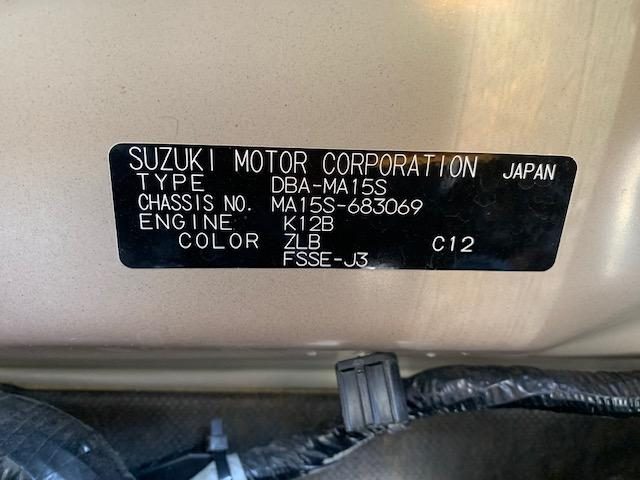 SUZUKI MOTOR CORPORATION JAPAN
TYPE DBA-MA15S
CHASSIS NO. MA15S-683069
ENGINE K12B
COLOR ZLB C12
FSSE-J3